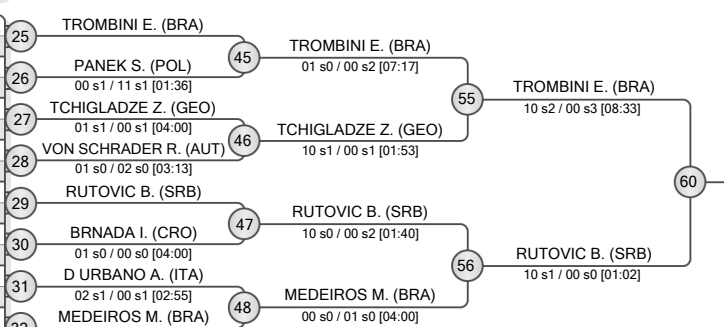 25
TROMBINI E. (BRA)
26
PANEK S. (POL)
00 s1 / 11 s1 [01:36]
45
TROMBINI E. (BRA)
01 s0 / 00 s2 [07:17]
27
TCHIGLADZE Z. (GEO)
01 s1 / 00 s1 [04:00]
28
VON SCHRADER R. (AUT)
01 s0 / 02 s0 [03:13]
46
TCHIGLADZE Z. (GEO)
10 s1 / 00 s1 [01:53]
55
TROMBINI E. (BRA)
10 s2 / 00 s3 [08:33]
29
RUTOVIC B. (SRB)
30
BRNADA I. (CRO)
01 s0 / 00 s0 [04:00]
47
RUTOVIC B. (SRB)
10 s0 / 00 s2 [01:40]
31
D URBANO A. (ITA)
02 s1 / 00 s1 [02:55]
MEDEIROS M. (BRA)
48
MEDEIROS M. (BRA)
00 s0 / 01 s0 [04:00]
56
RUTOVIC B. (SRB)
10 s1 / 00 s0 [01:02]
60